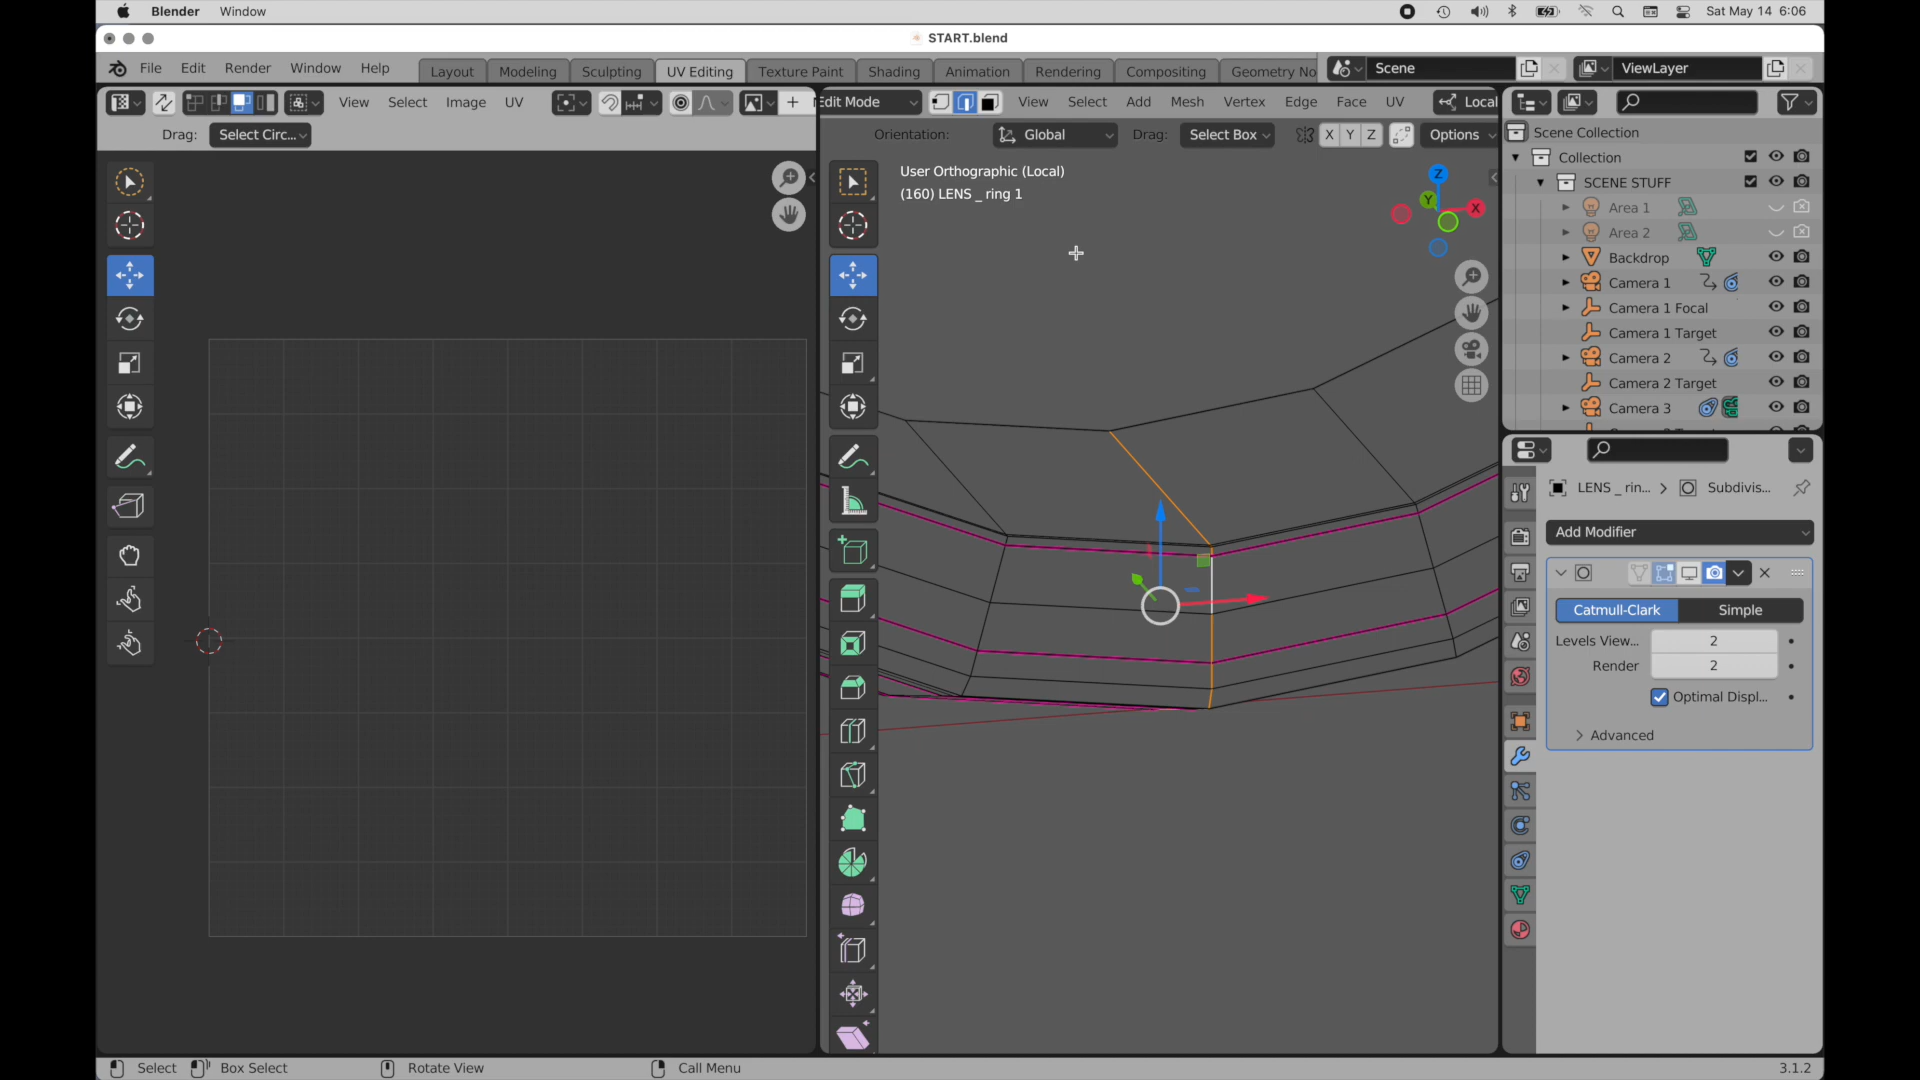 Blender Window Sat May 14 6:06
START.blend
File Edit Render Window Help Layout Modeling Sculpting UV Editing Texture Paint Shading Animation Rendering Compositing Geometry No Scene ViewLayer
View Select Image UV Edit Mode View Select Add Mesh Vertex Edge Face UV Local
Drag: Select Circ... Orientation: Global Drag: Select Box X Y Z Options
Scene Collection
Collection
SCENE STUFF
Area 1
Area 2
Backdrop
Camera 1
Camera 1 Focal
Camera 1 Target
Camera 2
Camera 2 Target
Camera 3
User Orthographic (Local)
(160) LENS _ ring 1
Z
Y
X
LENS _ rin... Subdivis...
Add Modifier
Catmull-Clark Simple
Levels View... 2
Render 2
Optimal Displ...
Advanced
Select Box Select Rotate View Call Menu 3.1.2